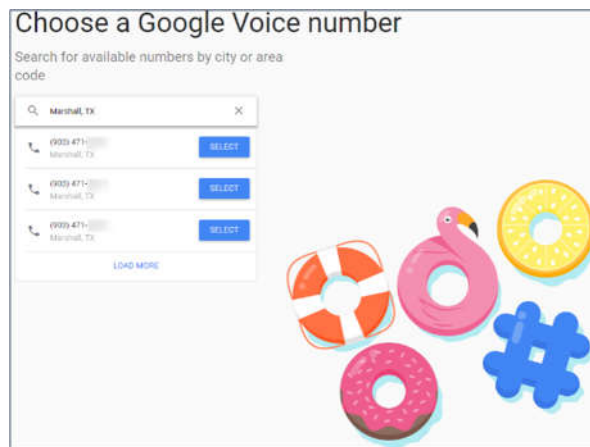 Choose a Google Voice number
Search for available numbers by city or area
code
Marshall, TX
(903) 471-
Marshall, TX
SELECT
(903) 471-
Marshall, TX
SELECT
(903) 471-
Marshall, TX
SELECT
LOAD MORE